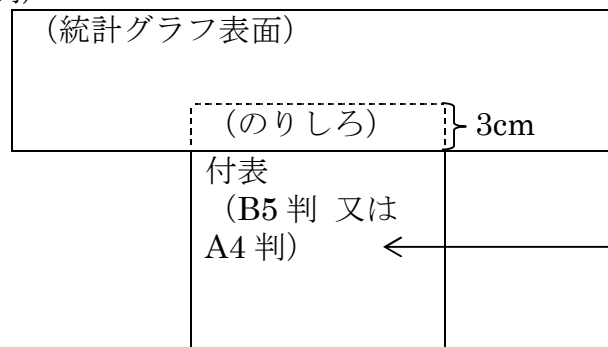 （統計グラフ表面）
（のりしろ）
3cm
付表
（B5 判 又は
A4 判）